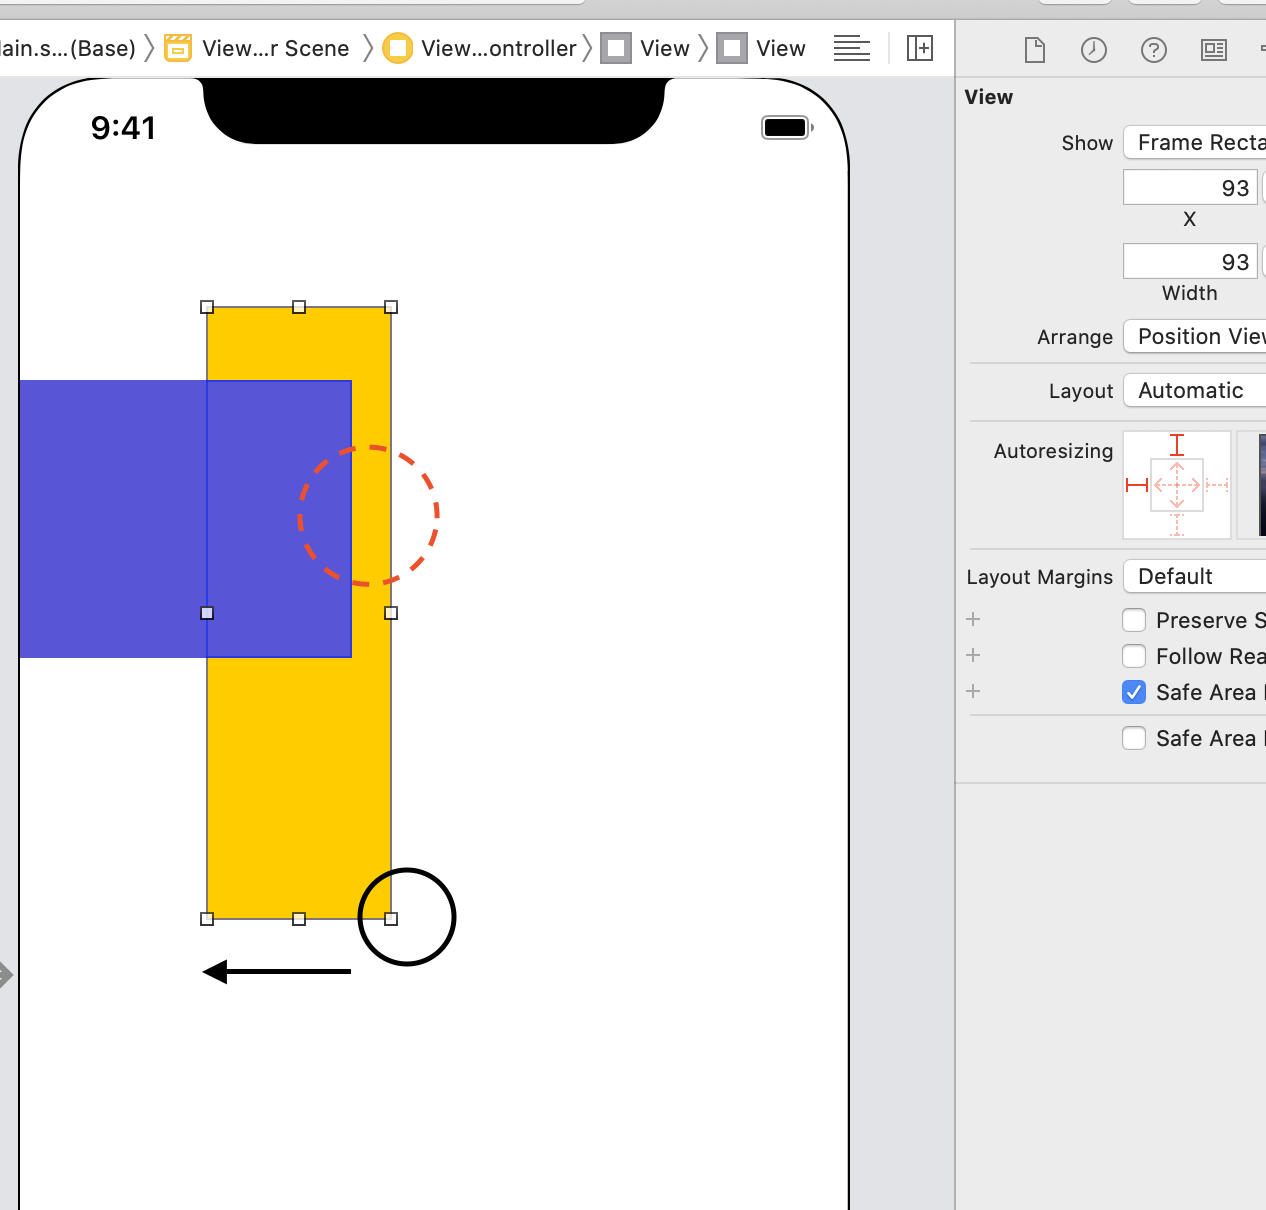 ain.s...(Base) View...r Scene View...ontroller View View
9:41
View
Show Frame Recta
93
X
93
Width
Arrange Position View
Layout Automatic
Autoresizing
Layout Margins Default
Preserve S
Follow Rea
Safe Area
Safe Area